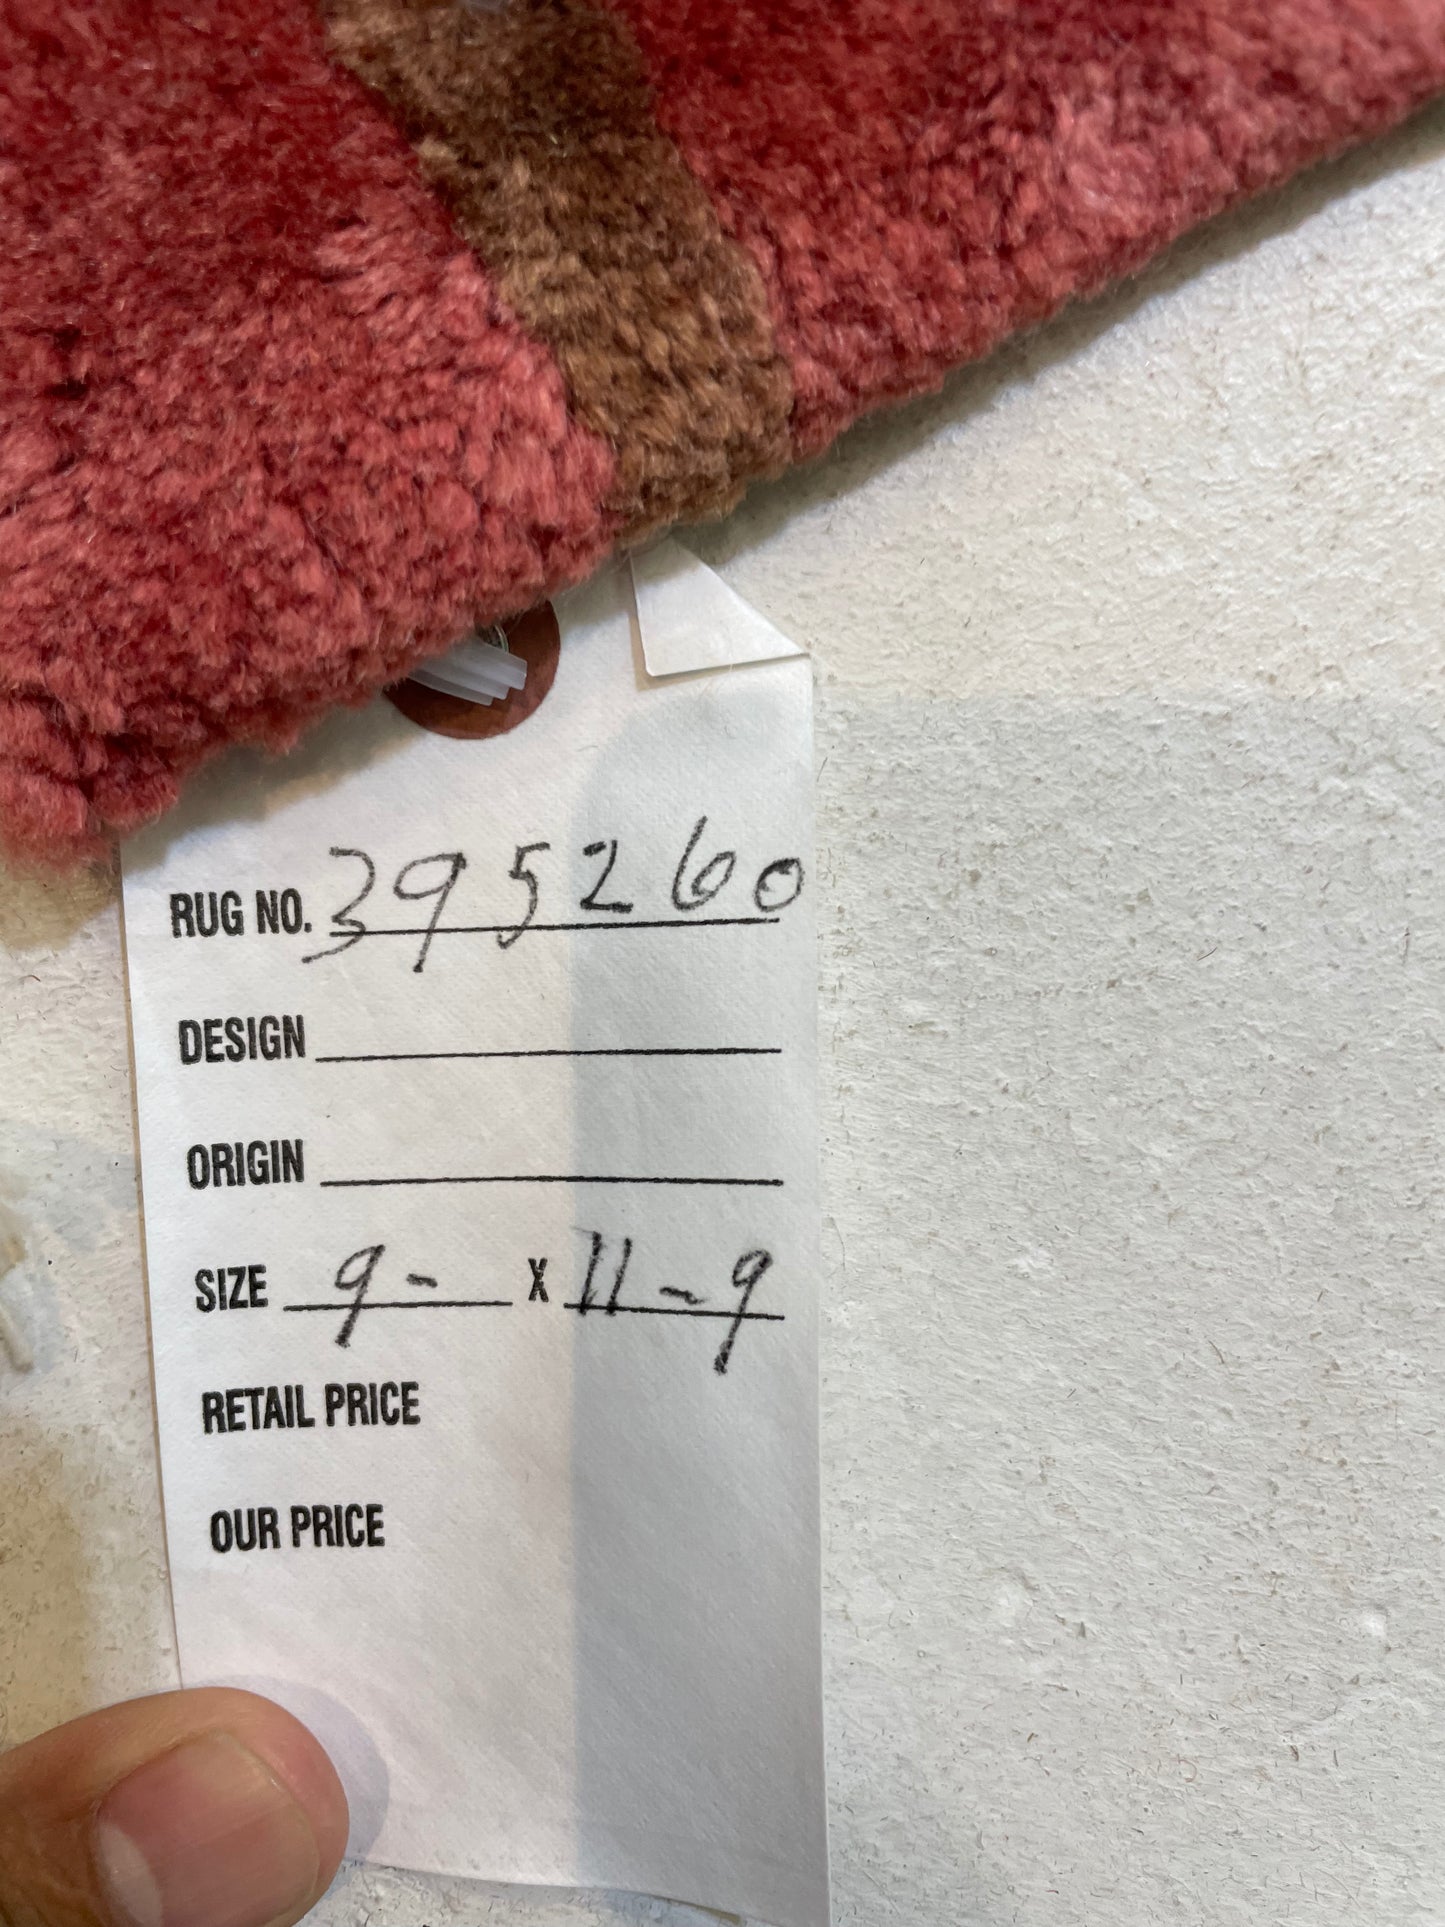 RUG NO. 395260
DESIGN
ORIGIN
SIZE 9- X 11-9
RETAIL PRICE
OUR PRICE